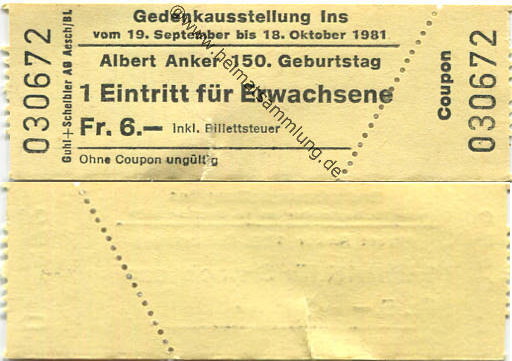 030672
Guhl+Scheibler AG Aesch/BL
Gedenkausstellung Ins
vom 19. September bis 18. Oktober 1981
Albert Anker 150. Geburtstag
1 Eintritt für Erwachsene
Fr. 6.— Inkl. Billettsteuer
Ohne Coupon ungültig
Coupon
030672
©www.heimatsammlung.de